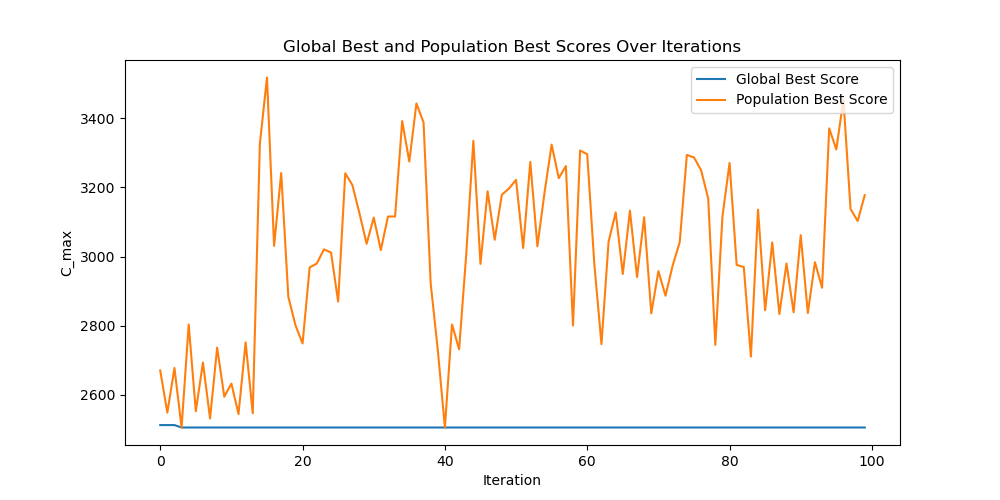 Global Best and Population Best Scores Over Iterations
Global Best Score
Population Best Score
3400
3200
3000
2800
2600
C_max
0
20
40
60
80
100
Iteration